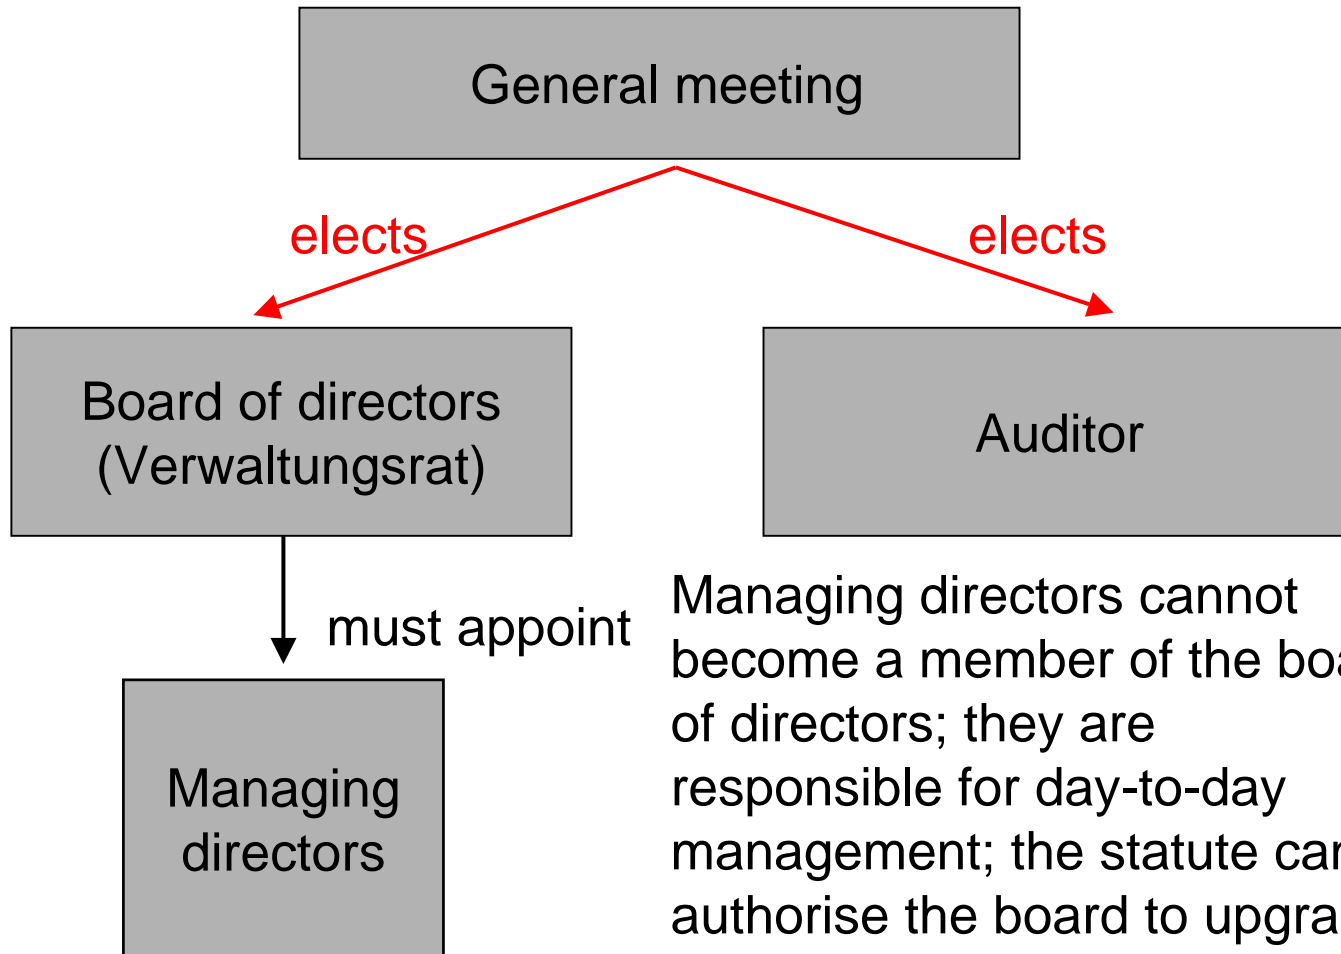 General meeting
elects
elects
Board of directors
(Verwaltungsrat)
Auditor
must appoint
Managing
directors
Managing directors cannot
become a member of the
of directors; they are
responsible for day-to-day
management; the statute
authorise the board to